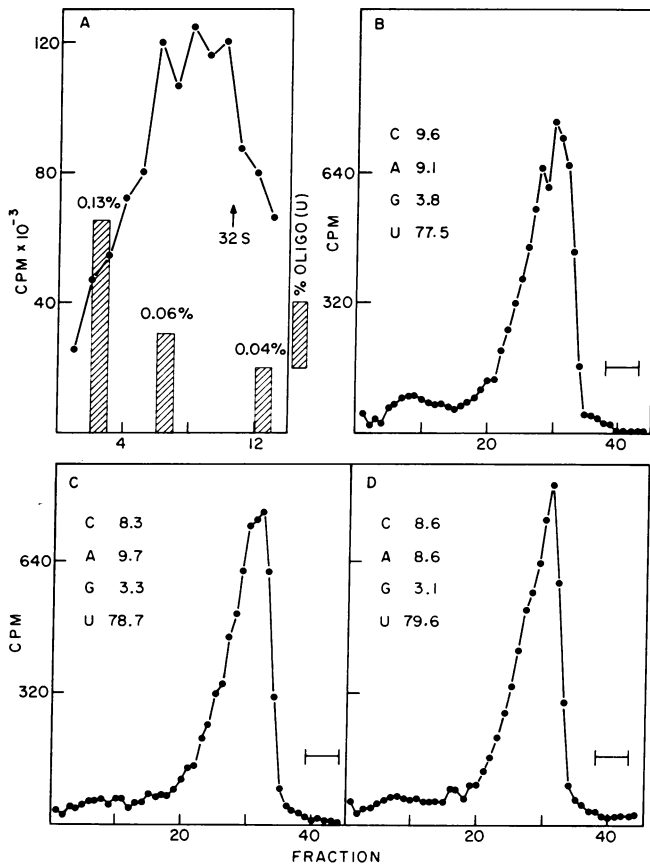 A
120
80
40
CPM x 10⁻³
0.13%
0.06%
0.04%
32 S
% OLIGO (U)
4
12
B
C 9.6
A 9.1
G 3.8
U 77.5
640
320
CPM
20
40
C
C 8.3
A 9.7
G 3.3
U 78.7
640
320
CPM
20
40
D
C 8.6
A 8.6
G 3.1
U 79.6
20
40
FRACTION